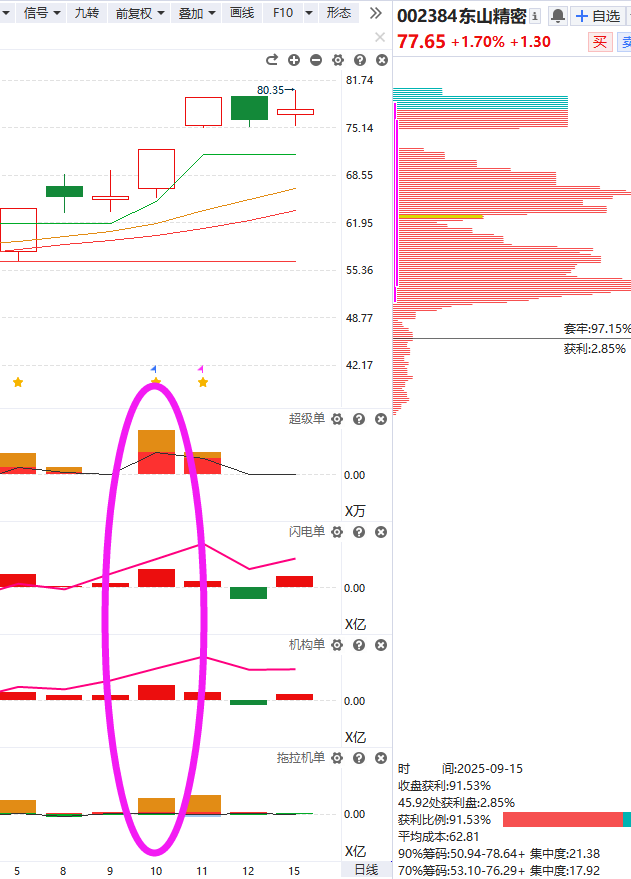 信号 九转 前复权 叠加 画线 F10 形态
002384东山精密 自选
77.65 +1.70% +1.30 买 卖
81.74
80.35
75.14
68.55
61.95
55.36
48.77
42.17
套牢:97.15%
获利:2.85%
超级单
0.00
X万
闪电单
0.00
X亿
机构单
0.00
X亿
拖拉机单
0.00
X亿
5 8 9 10 11 12 15 日线
时 间:2025-09-15
收盘获利:91.53%
45.92处获利盘:2.85%
获利比例:91.53%
平均成本:62.81
90%筹码:50.94-78.64+ 集中度:21.38
70%筹码:53.10-76.29+ 集中度:17.92